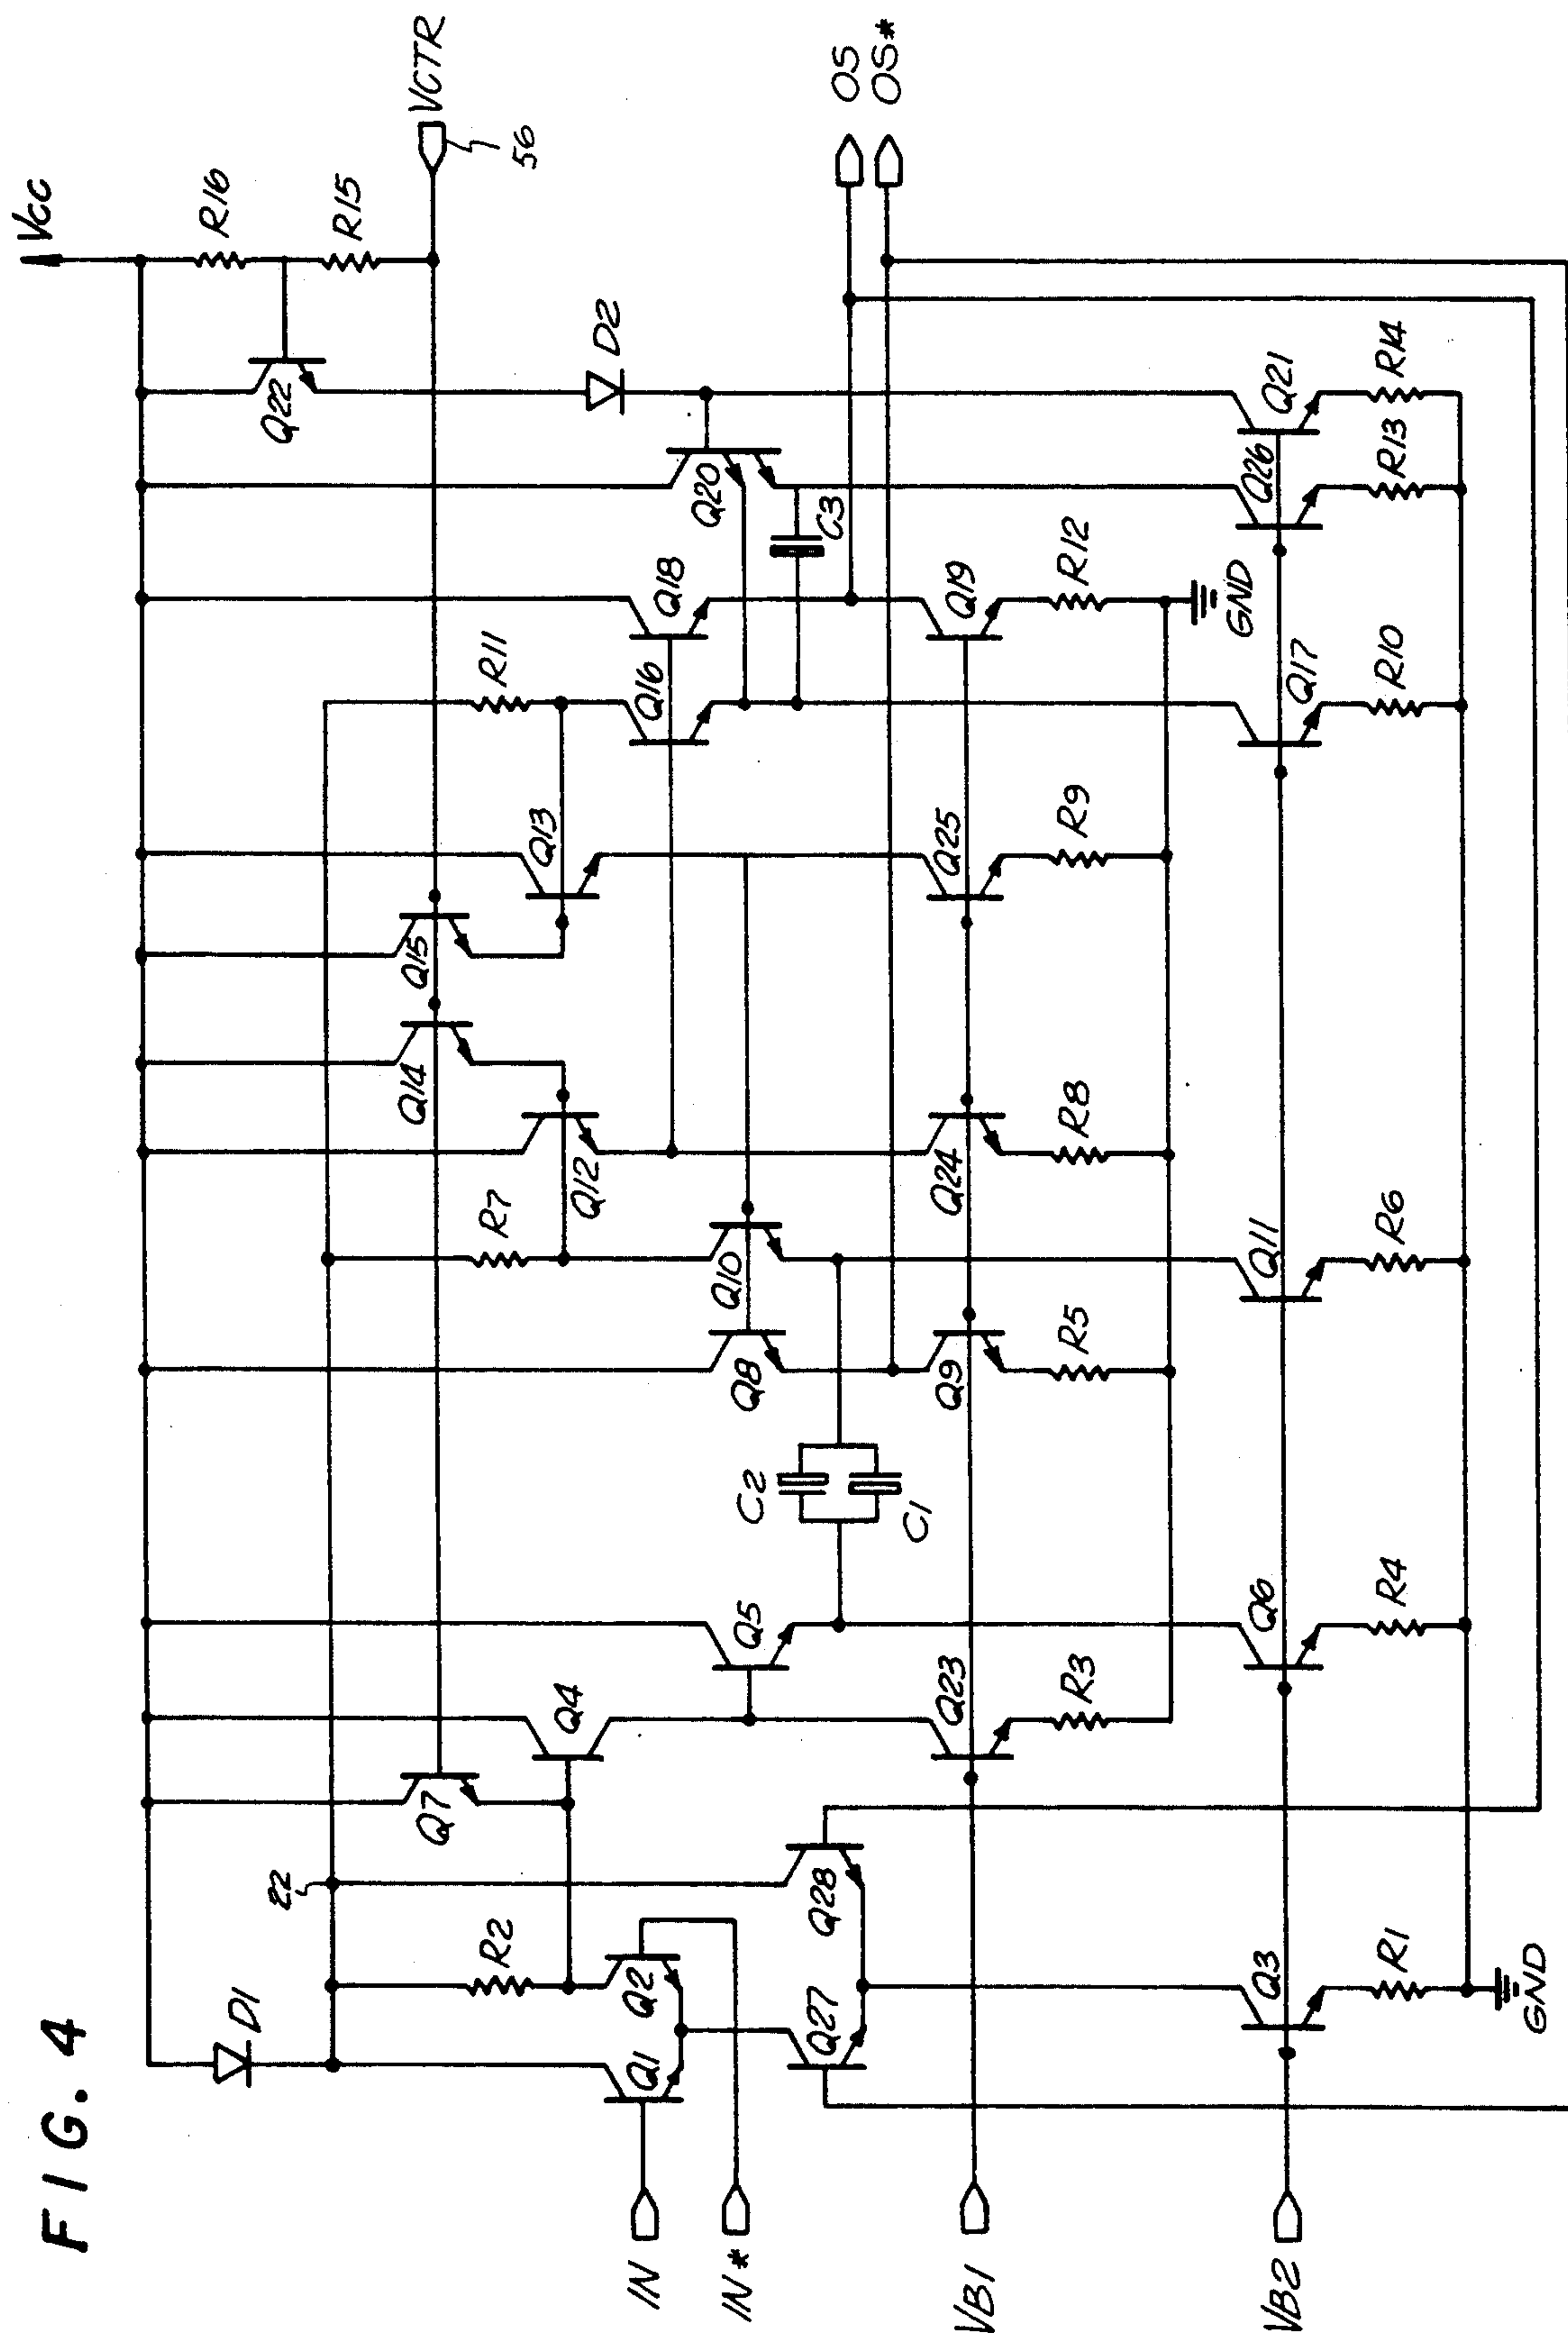 FIG. 4
Vcc
R16
R15
VCTR
56
Q22
D2
Q20
C3
Q18
R11
Q16
Q13
Q15
Q14
Q12
R7
Q10
Q8
C2
C1
Q5
Q4
Q7
22
R2
D1
Q2
Q1
Q28
Q27
IN
IN*
OS
OS*
Q19
R12
GND
Q25
R9
Q24
R8
Q9
R5
Q23
R3
VB1
Q21
R14
Q26
R13
Q17
R10
Q11
R6
Q6
R4
Q3
R1
GND
VB2